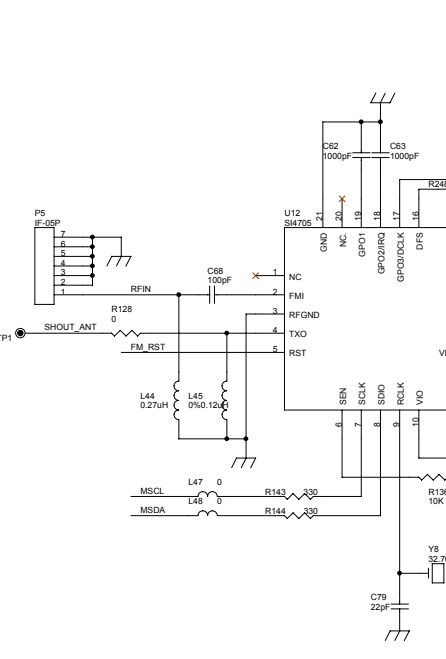 C62
1000pF
C63
1000pF
R248
P5
IF-05P
7
6
5
4
3
2
1
U12
SI4705
21
20
19
18
17
16
GND
NC.
GPO1
GPO2/IRQ
GPO3/DCLK
DFS
RFIN
C68
100pF
1
NC
2
FMI
3
RFGND
4
TXO
5
RST
R128
0
TP1
SHOUT_ANT
FM_RST
L44
0.27uH
L45
0%0.12uH
SEN
SCLK
SDIO
RCLK
VIO
6
7
8
9
10
MSCL
L47
0
R143
330
MSDA
L48
0
R144
330
10K
Y8
C79
22pF